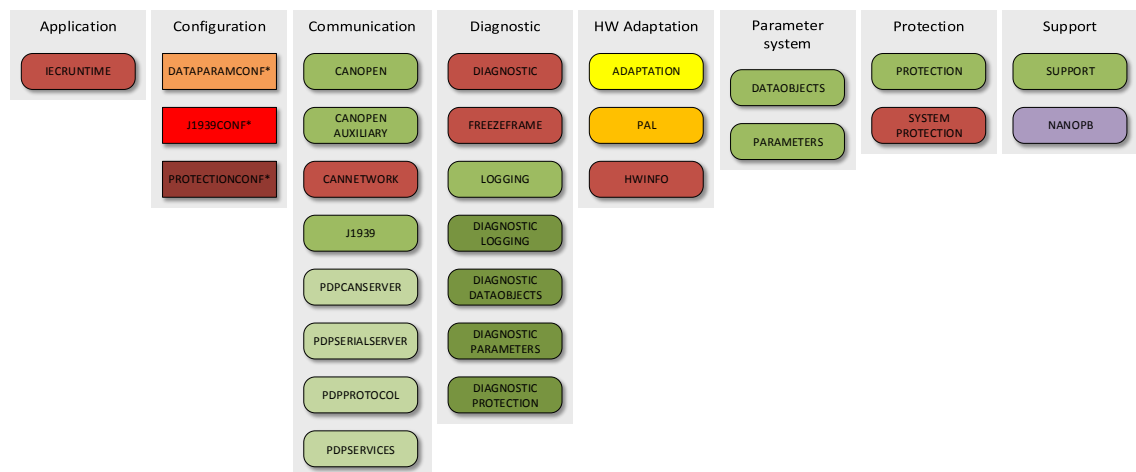 Application
IECRUNTIME
Configuration
DATAPARAMCONF*
J1939CONF*
PROTECTIONCONF*
Communication
CANOPEN
CANOPEN
AUXILIARY
CANNETWORK
J1939
PDPCANSERVER
PDPSERIALSERVER
PDPPROTOCOL
PDPSERVICES
Diagnostic
DIAGNOSTIC
FREEZEFRAME
LOGGING
DIAGNOSTIC
LOGGING
DIAGNOSTIC
DATAOBJECTS
DIAGNOSTIC
PARAMETERS
DIAGNOSTIC
PROTECTION
HW Adaptation
ADAPTATION
PAL
HWINFO
Parameter
system
DATAOBJECTS
PARAMETERS
Protection
PROTECTION
SYSTEM
PROTECTION
Support
SUPPORT
NANOPB